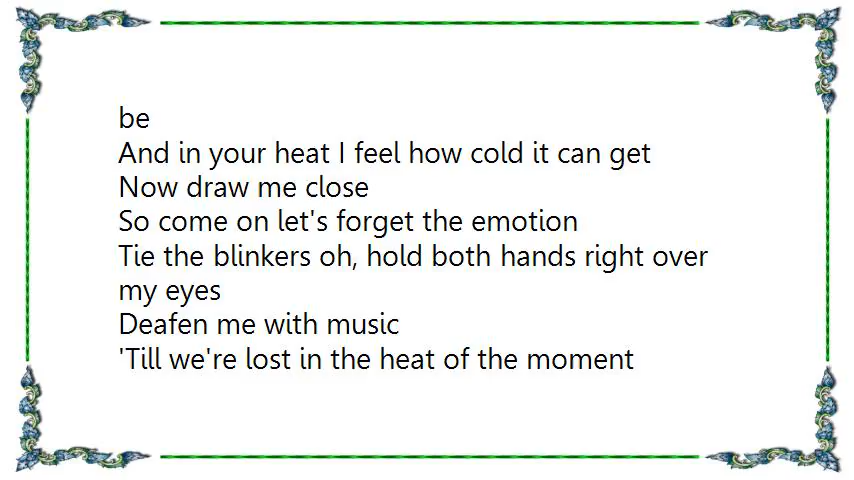 be
And in your heat I feel how cold it can get
Now draw me close
So come on let's forget the emotion
Tie the blinkers oh, hold both hands right over
my eyes
Deafen me with music
'Till we're lost in the heat of the moment